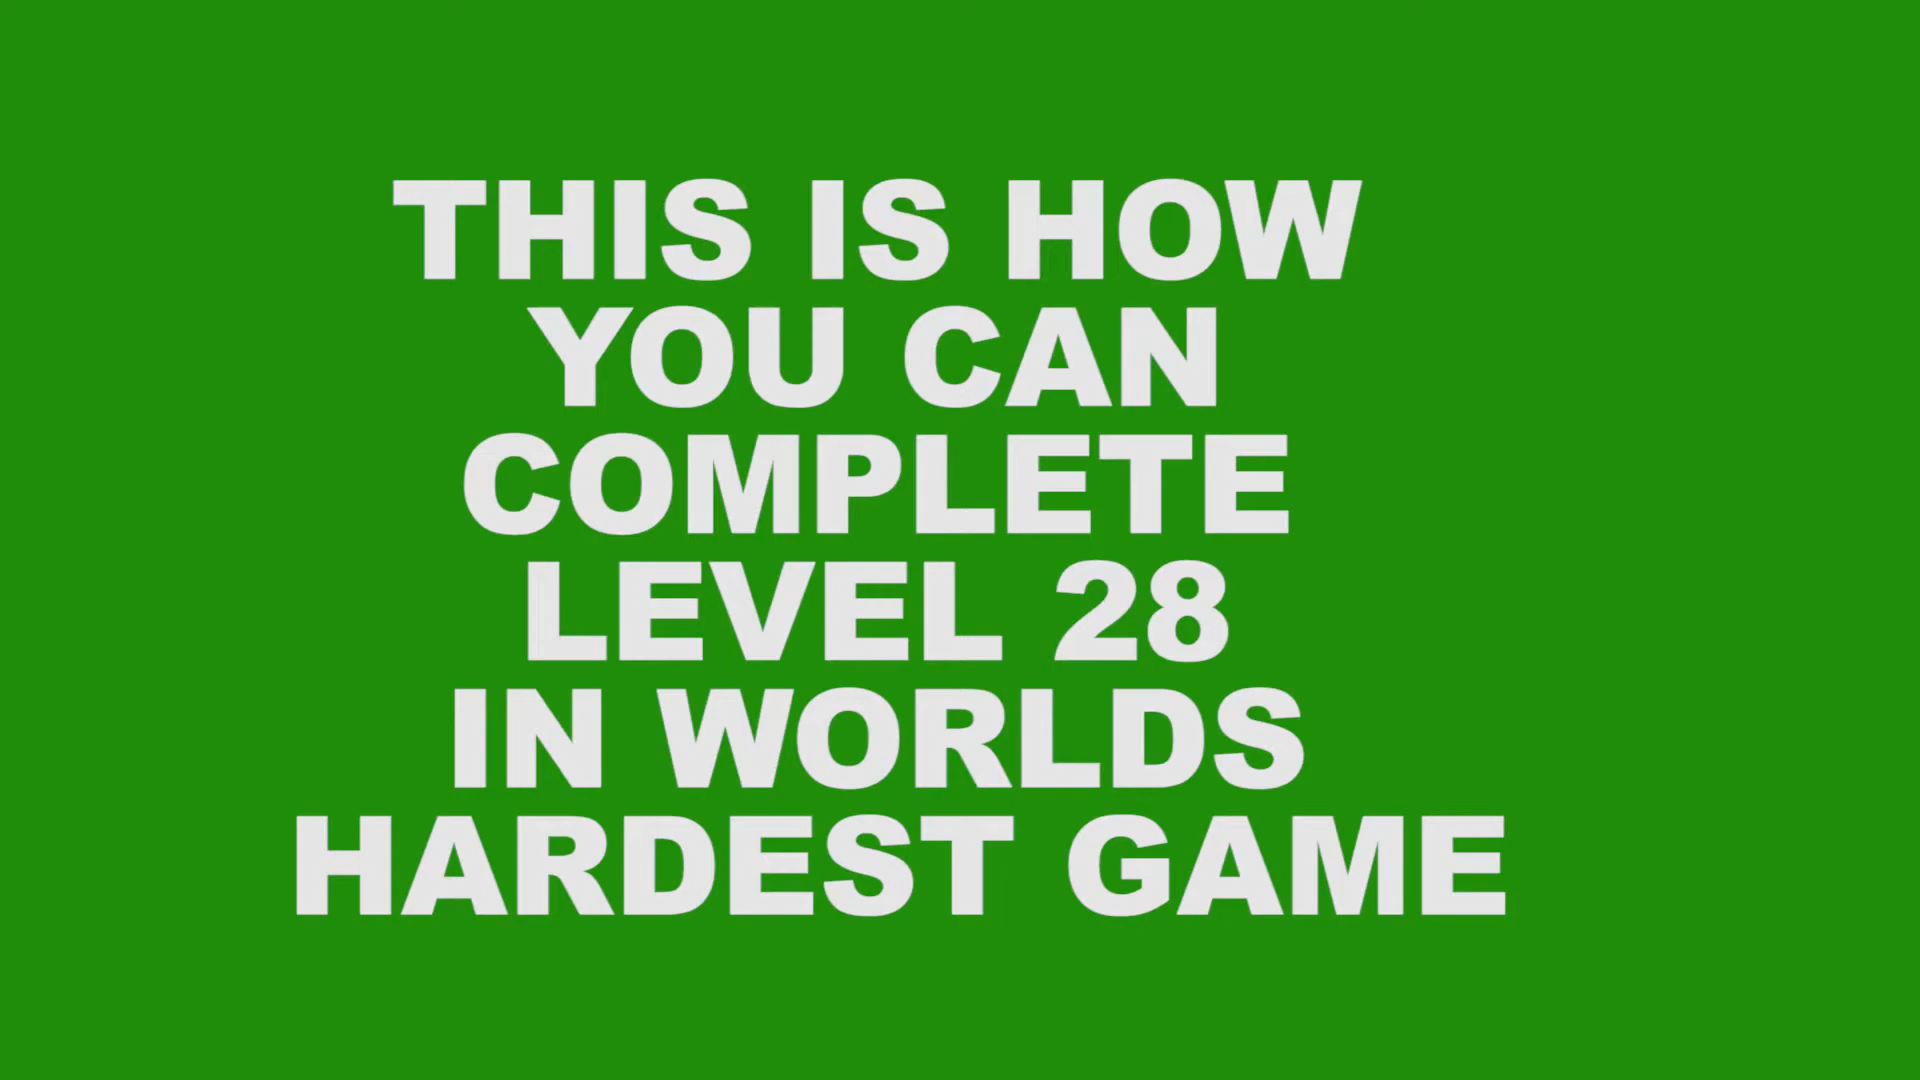 THIS IS HOW
YOU CAN
COMPLETE
LEVEL 28
IN WORLDS
HARDEST GAME